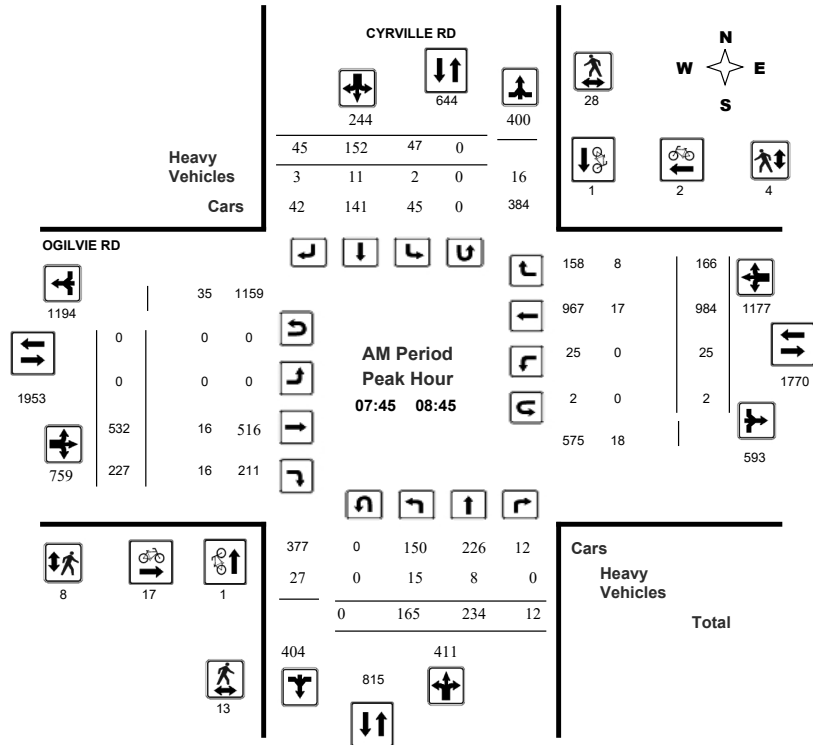 CYRVILLE RD
N
W E
S
644
28
244 400
45 152 47 0
Heavy
Vehicles
3 11 2 0 16
Cars
42 141 45 0 384
1 2 4
OGILVIE RD
1194
35 1159
158 8 166
1177
0 0 0
967 17 984
1953
0 0 0
AM Period
Peak Hour
07:45 08:45
25 0 25
1770
2 0 2
532 16 516
575 18
593
759
227 16 211
377 0 150 226 12
Cars
27 0 15 8 0
Heavy
Vehicles
8 17 1
0 165 234 12
Total
404 815 411
13